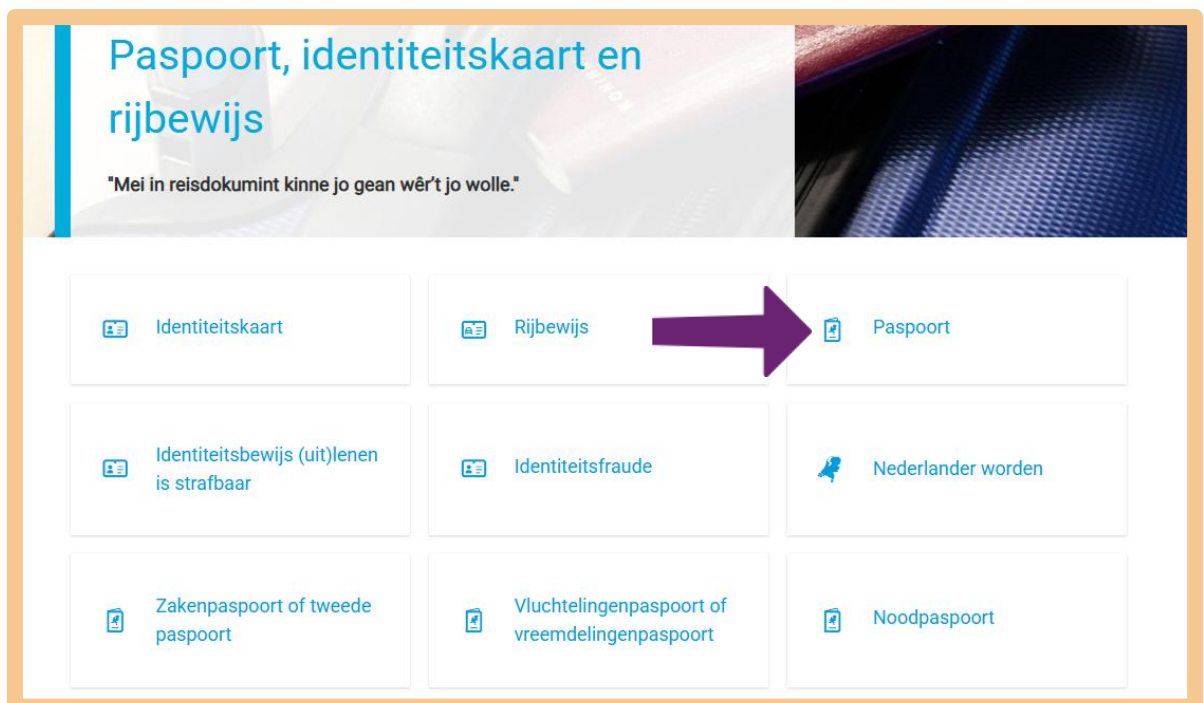 Paspoort, identiteitskaart en
rijbewijs
"Mei in reisdokumint kinne jo gean wêr't jo wolle."
Identiteitskaart
Rijbewijs
Paspoort
Identiteitsbewijs (uit)lenen
is strafbaar
Identiteitsfraude
Nederlander worden
Zakenpaspoort of tweede
paspoort
Vluchtelingenpaspoort of
vreemdelingenpaspoort
Noodpaspoort